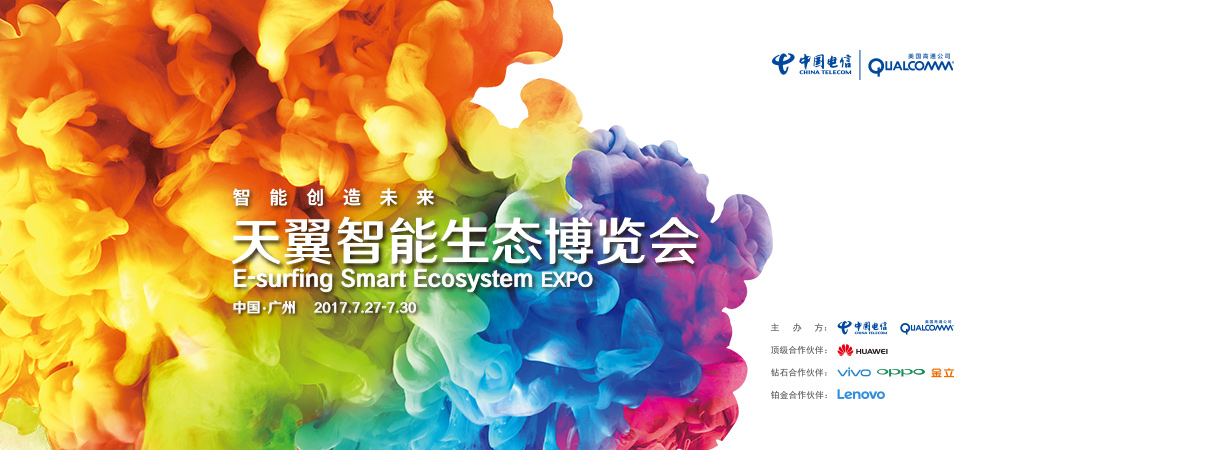 中国电信
CHINA TELECOM
美国高通公司
QUALCOMM
智能创造未来
天翼智能生态博览会
E-surfing Smart Ecosystem EXPO
中国·广州 2017.7.27-7.30
主办方： 中国电信 CHINA TELECOM 美国高通公司 QUALCOMM
顶级合作伙伴： HUAWEI
钻石合作伙伴： vivo oppo 金立
铂金合作伙伴： Lenovo